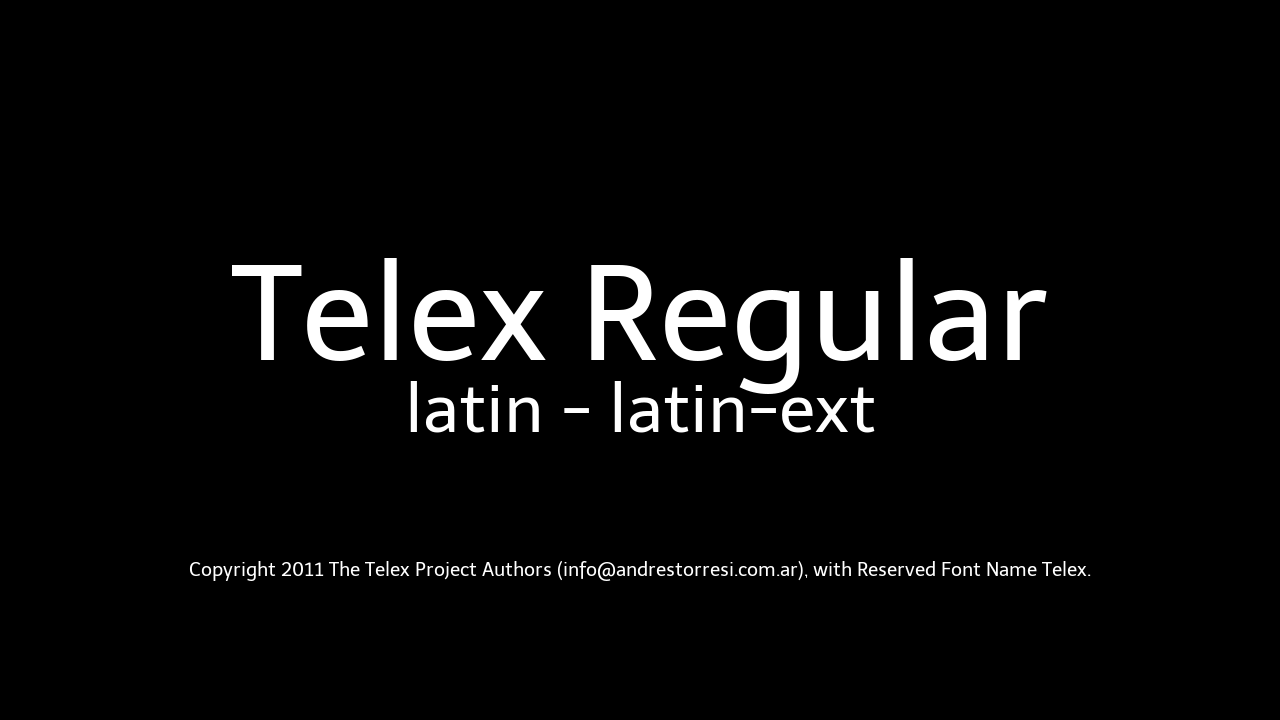 Telex Regular
latin - latin-ext
Copyright 2011 The Telex Project Authors (info@andrestorresi.com.ar), with Reserved Font Name Telex.